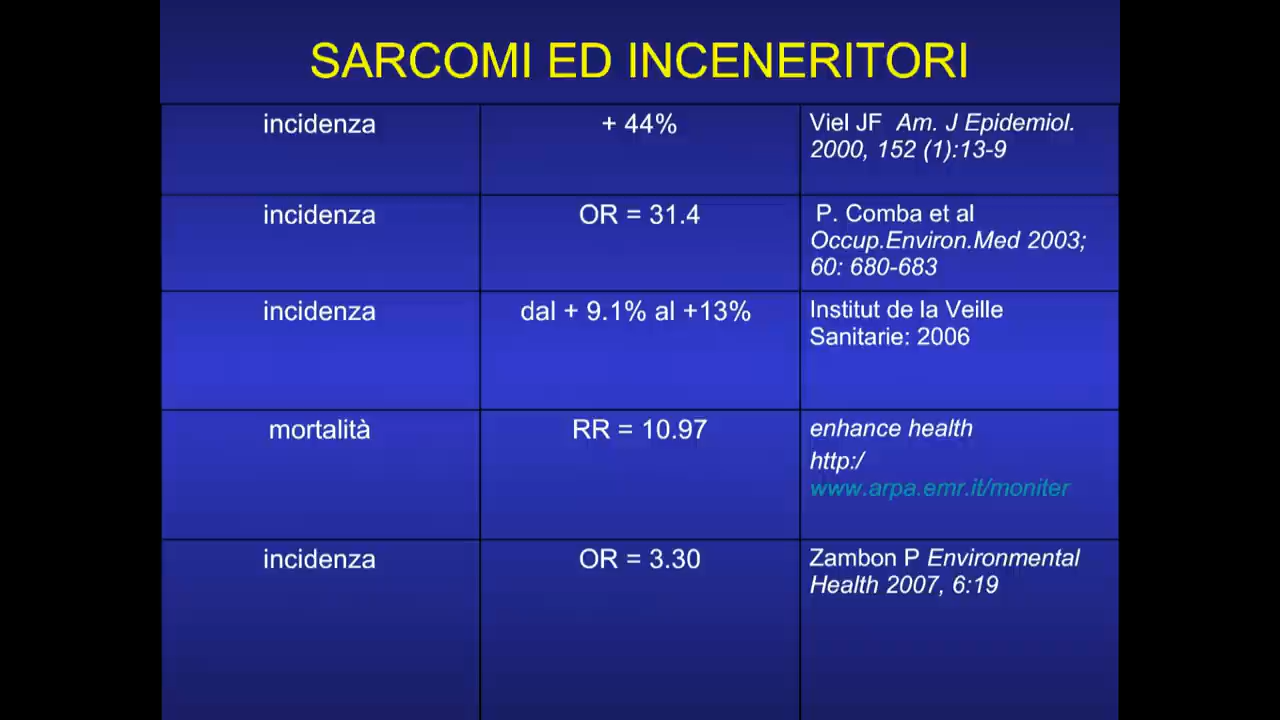 SARCOMI ED INCENERITORI
incidenza
+ 44%
Viel JF Am. J Epidemiol.
2000, 152 (1):13-9
incidenza
OR = 31.4
P. Comba et al
Occup.Environ.Med 2003;
60: 680-683
incidenza
dal + 9.1% al +13%
Institut de la Veille
Sanitarie: 2006
mortalità
RR = 10.97
enhance health
http:/
www.arpa.emr.it/moniter
incidenza
OR = 3.30
Zambon P Environmental
Health 2007, 6:19